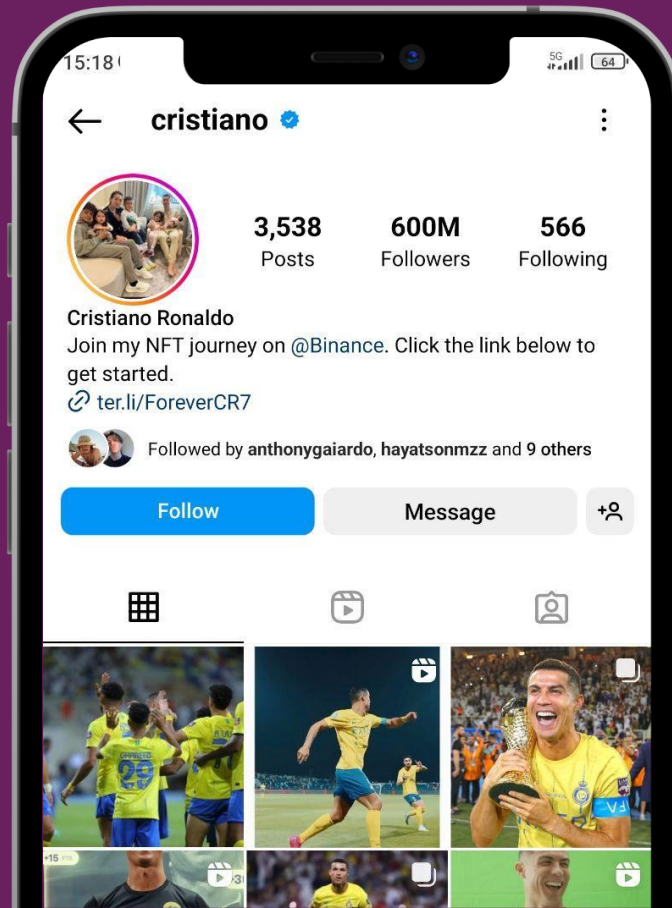 15:18
5G
64
cristiano
3,538
600M
566
Posts
Followers
Following
Cristiano Ronaldo
Join my NFT journey on @Binance. Click the link below to
get started.
ter.li/ForeverCR7
Followed by anthonygaiardo, hayatsonmzz and 9 others
Follow
Message
29
+15